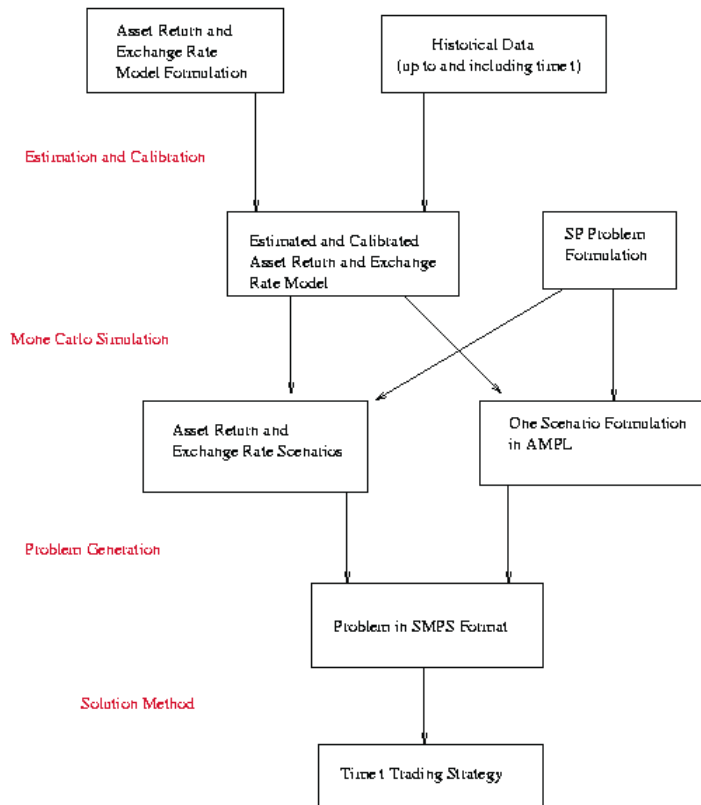 Asset Return and
Exchange Rate
Model Formulation
Historical Data
(up to and including time t)
Estimation and Calibration
Estimated and Calibrated
Asset Return and Exchange
Rate Model
SP Problem
Formulation
Mone Carlo Simulation
Asset Return and
Exchange Rate Scenarios
One Scenario Formulation
in AMPL
Problem Generation
Problem in SMPS Format
Solution Method
Time t Trading Strategy